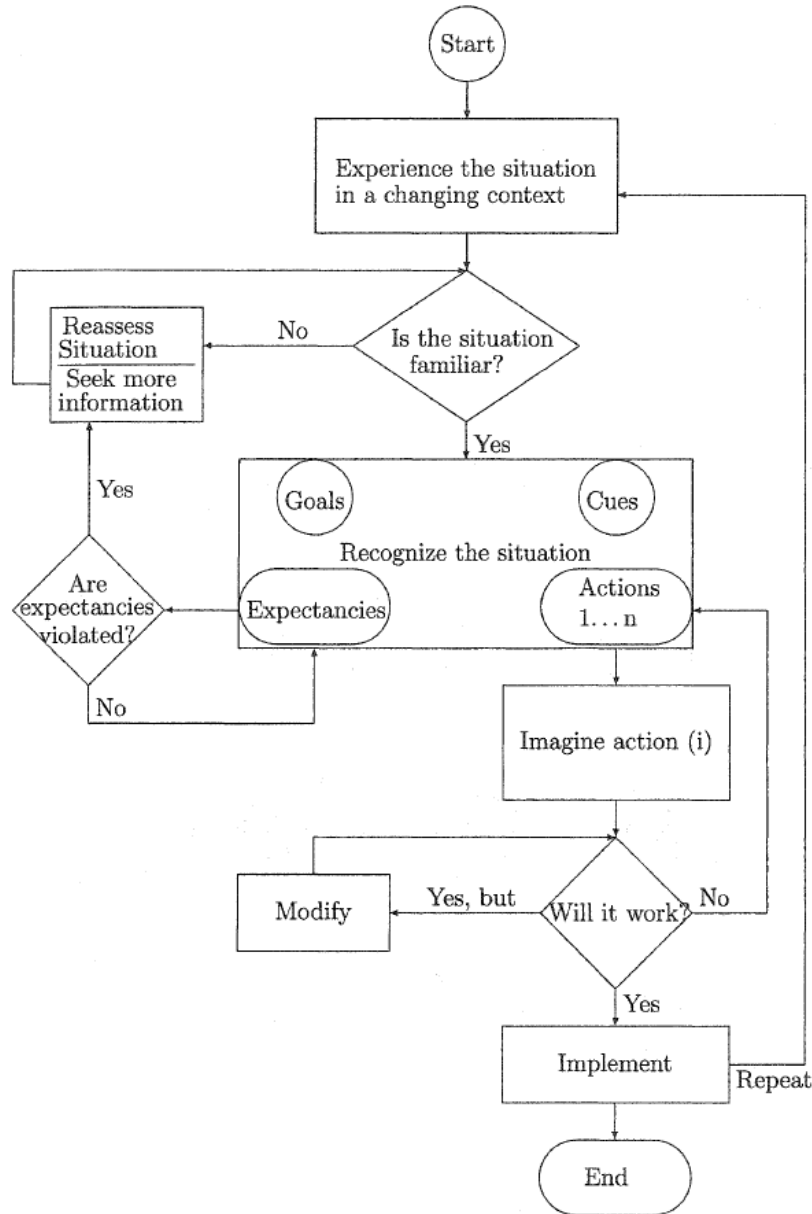 Start
Experience the situation
in a changing context
Is the situation
familiar?
No
Reassess
Situation
Seek more
information
Yes
Yes
Goals
Cues
Recognize the situation
Expectancies
Actions
1...n
Are
expectancies
violated?
No
Imagine action (i)
Will it work?
Yes, but
No
Modify
Yes
Implement
Repeat
End